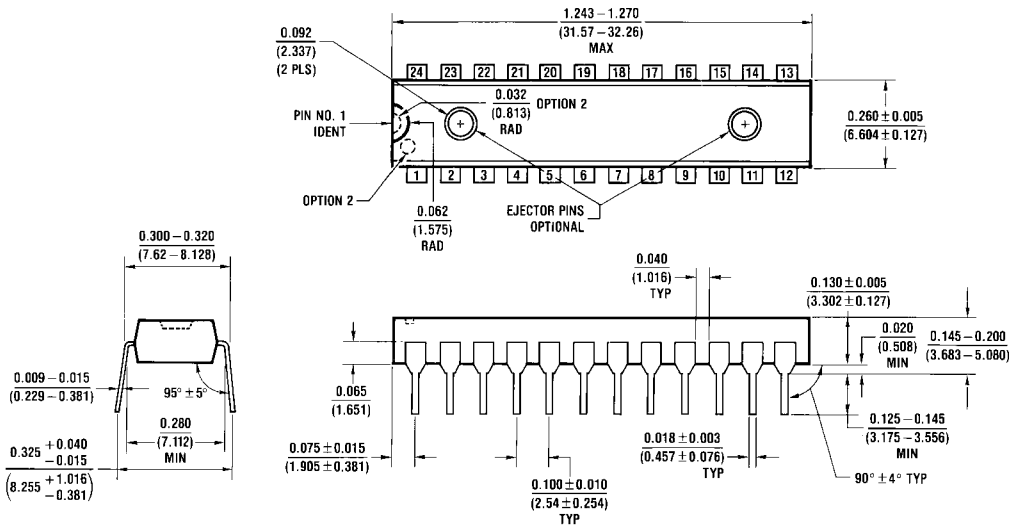 1.243 – 1.270
(31.57 – 32.26)
MAX
0.092
(2.337)
(2 PLS)
24 23 22 21 20 19 18 17 16 15 14 13
0.032
(0.813)
RAD
OPTION 2
PIN NO. 1
IDENT
0.260 ± 0.005
(6.604 ± 0.127)
1 2 3 4 5 6 7 8 9 10 11 12
OPTION 2
0.062
(1.575)
RAD
EJECTOR PINS
OPTIONAL
0.300 – 0.320
(7.62 – 8.128)
0.009 – 0.015
(0.229 – 0.381)
95° ± 5°
0.280
(7.112)
MIN
0.325 + 0.040
– 0.015
(8.255 + 1.016
– 0.381)
0.040
(1.016)
TYP
0.130 ± 0.005
(3.302 ± 0.127)
0.020
(0.508)
MIN
0.145 – 0.200
(3.683 – 5.080)
0.065
(1.651)
0.075 ± 0.015
(1.905 ± 0.381)
0.100 ± 0.010
(2.54 ± 0.254)
TYP
0.018 ± 0.003
(0.457 ± 0.076)
TYP
0.125 – 0.145
(3.175 – 3.556)
MIN
90° ± 4° TYP